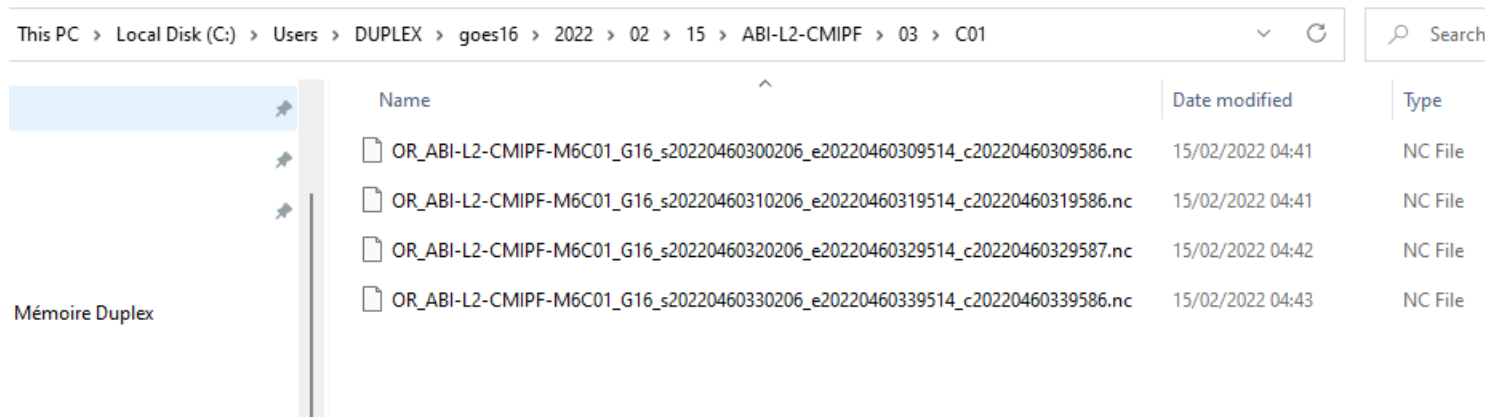 This PC > Local Disk (C:) > Users > DUPLEX > goes16 > 2022 > 02 > 15 > ABI-L2-CMIPF > 03 > C01 Search
Name Date modified Type
OR_ABI-L2-CMIPF-M6C01_G16_s20220460300206_e20220460309514_c20220460309586.nc 15/02/2022 04:41 NC File
OR_ABI-L2-CMIPF-M6C01_G16_s20220460310206_e20220460319514_c20220460319586.nc 15/02/2022 04:41 NC File
OR_ABI-L2-CMIPF-M6C01_G16_s20220460320206_e20220460329514_c20220460329587.nc 15/02/2022 04:42 NC File
OR_ABI-L2-CMIPF-M6C01_G16_s20220460330206_e20220460339514_c20220460339586.nc 15/02/2022 04:43 NC File
Mémoire Duplex